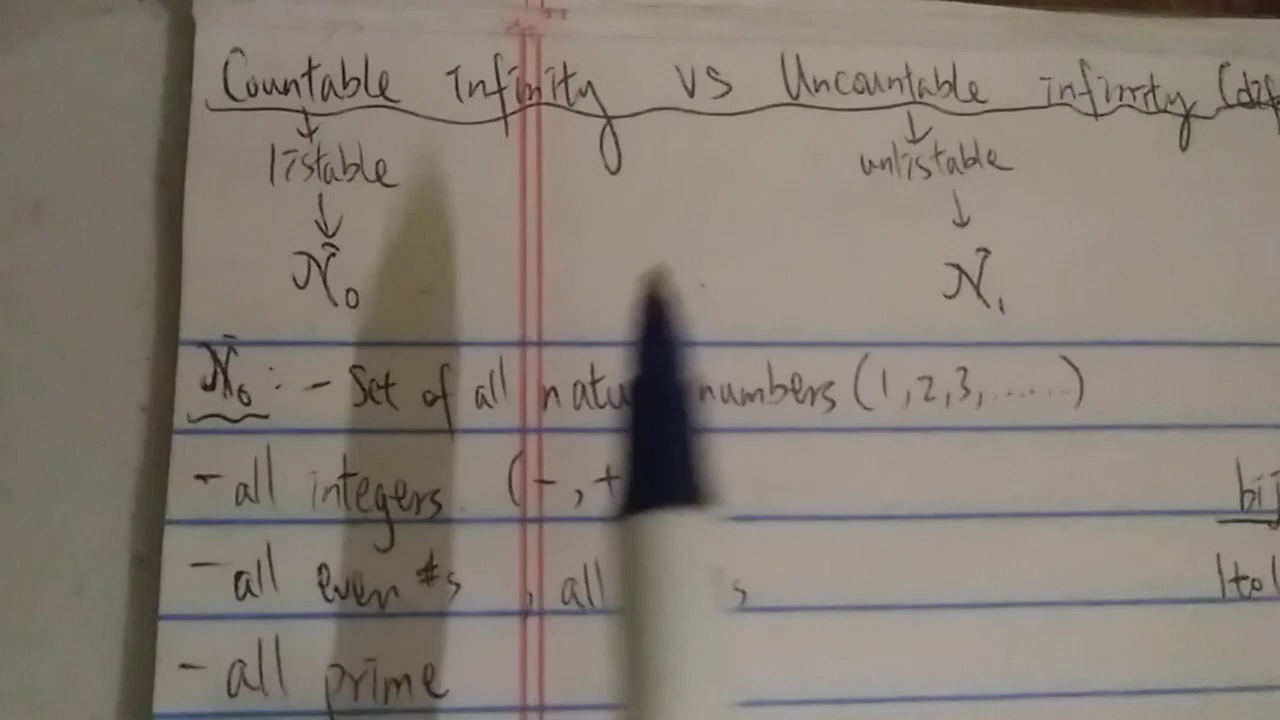 Countable infinity vs Uncountable infinity
listable unlistable
ℵ₀ ℵ₁
ℵ₀: - Set of all numbers (1,2,3,......)
- all integers (-, +
- all even #s, all
1to1
- all prime